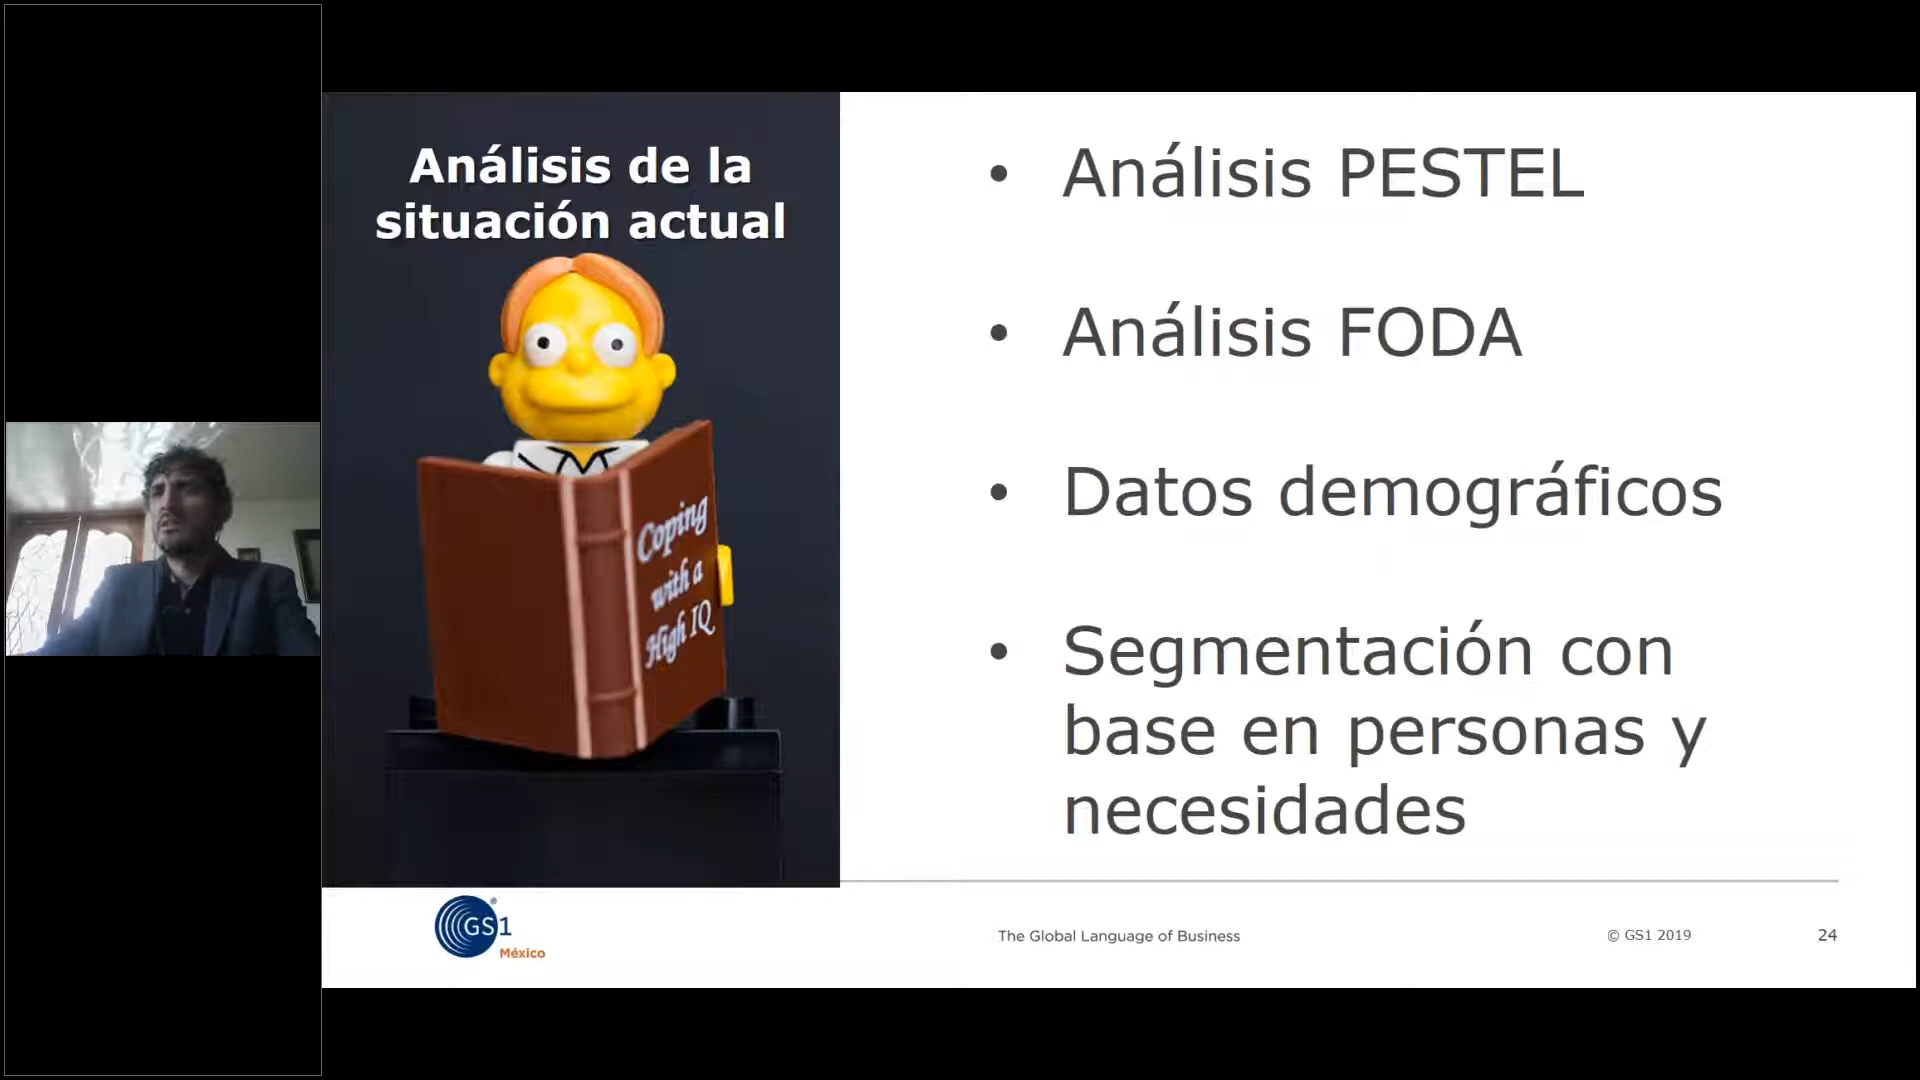 Análisis de la
situación actual
Coping
with a
High IQ
• Análisis PESTEL
• Análisis FODA
• Datos demográficos
• Segmentación con
base en personas y
necesidades
GS1
®
México
The Global Language of Business
© GS1 2019
24